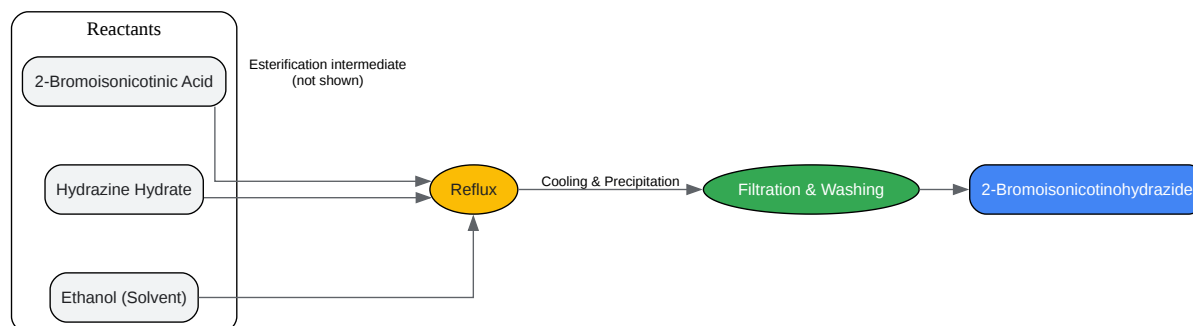 Reactants
2-Bromoisonicotinic Acid
Esterification intermediate
(not shown)
Hydrazine Hydrate
Ethanol (Solvent)
Reflux
Cooling & Precipitation
Filtration & Washing
2-Bromoisonicotinohydrazide